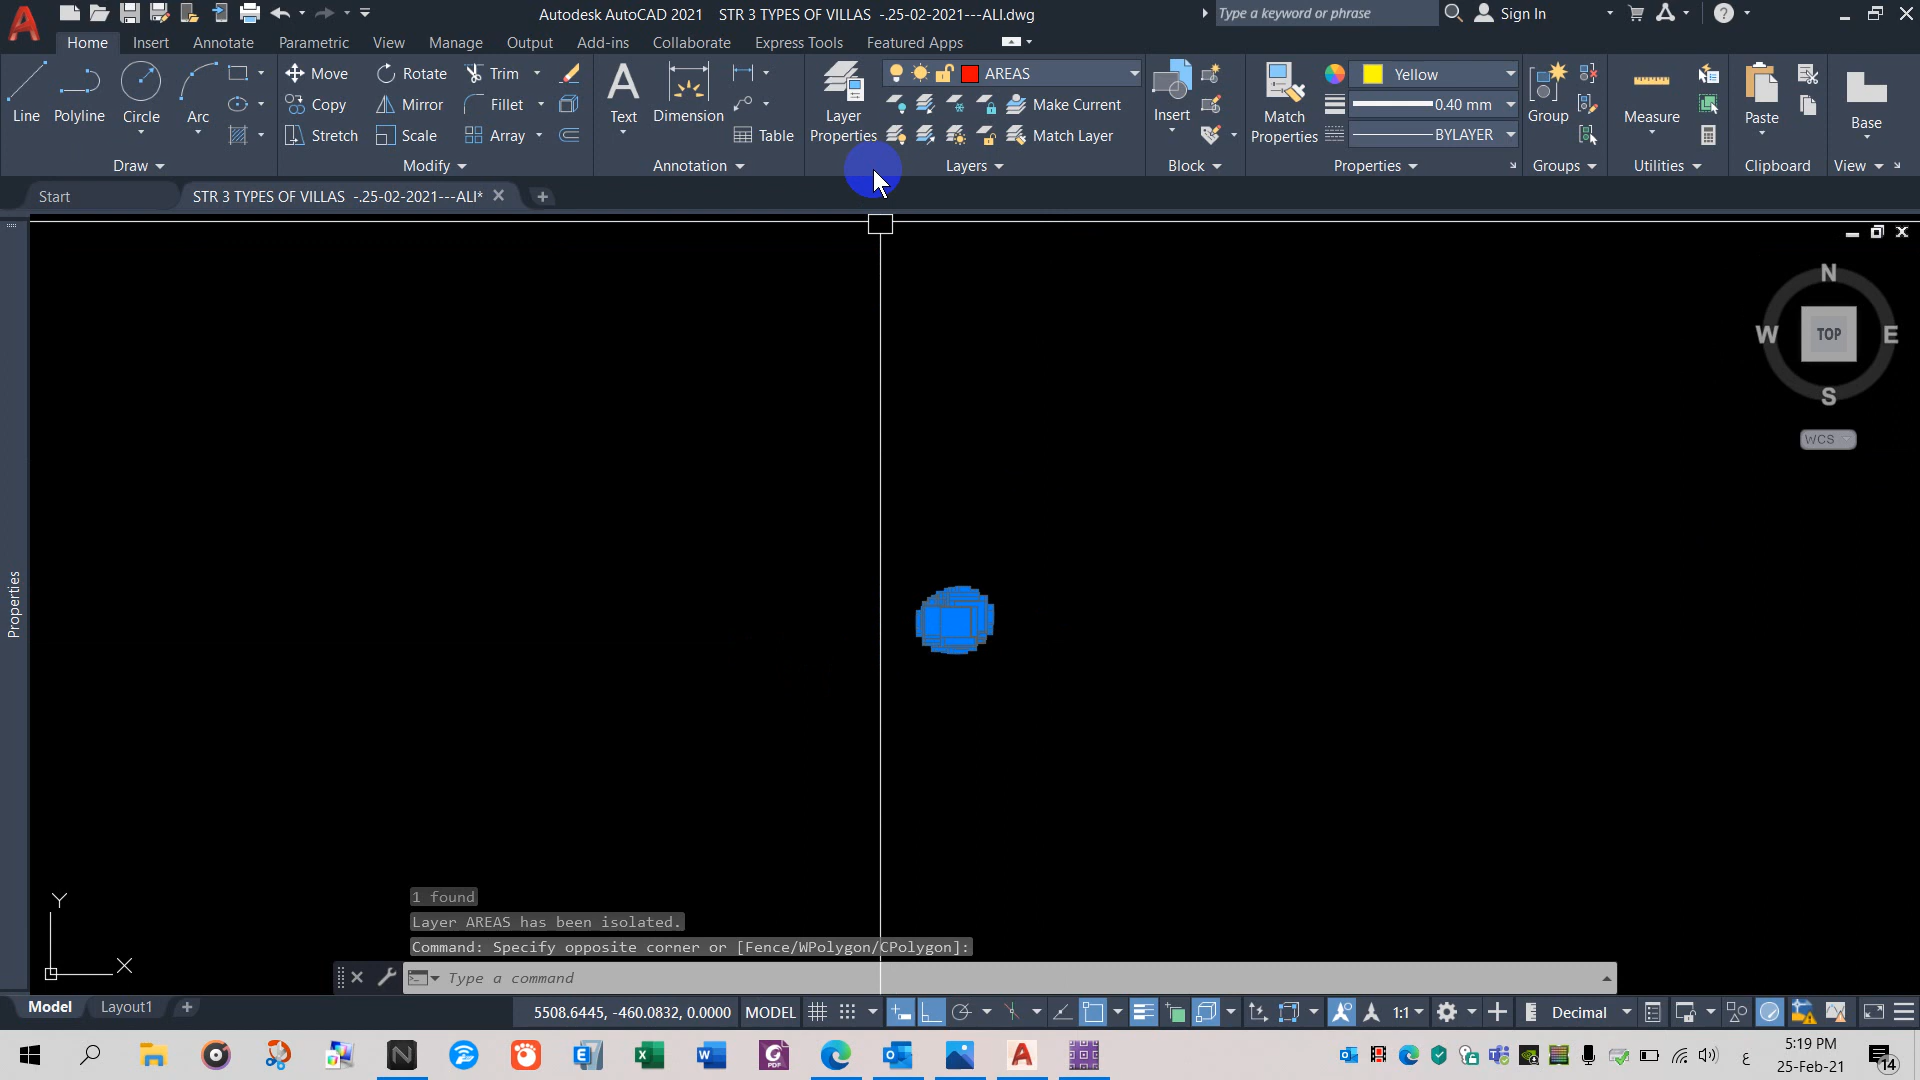 Autodesk AutoCAD 2021 STR 3 TYPES OF VILLAS -.25-02-2021---ALI.dwg
Type a keyword or phrase
Sign In
Home Insert Annotate Parametric View Manage Output Add-ins Collaborate Express Tools Featured Apps
Line Polyline Circle Arc
Draw
Move Rotate Trim
Copy Mirror Fillet
Stretch Scale Array
Modify
Text Dimension Table
Annotation
Layer
Properties
AREAS
Make Current
Match Layer
Layers
Insert
Block
Match
Properties
Yellow
0.40 mm
BYLAYER
Properties
Group
Groups
Measure
Utilities
Paste
Clipboard
Base
View
Start STR 3 TYPES OF VILLAS -.25-02-2021---ALI*
Properties
N
W TOP E
S
WCS
Y
X
1 found
Layer AREAS has been isolated.
Command: Specify opposite corner or [Fence/WPolygon/CPolygon]:
Type a command
Model Layout1
5508.6445, -460.0832, 0.0000 MODEL 1:1 Decimal
ع
5:19 PM
25-Feb-21
14